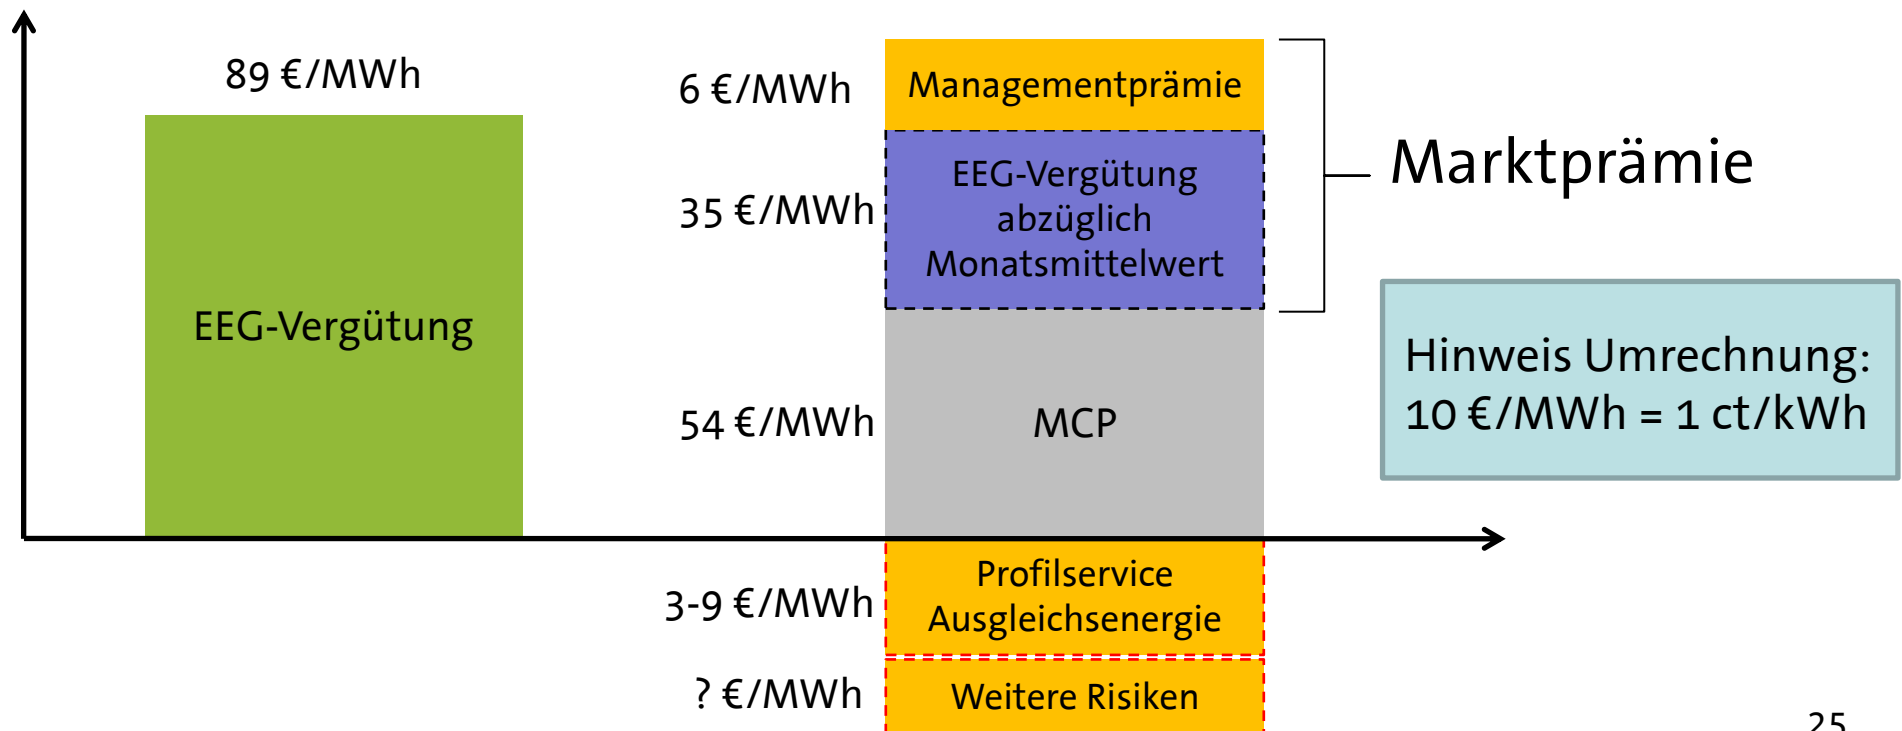 89 €/MWh
EEG-Vergütung
6 €/MWh
Managementprämie
35 €/MWh
EEG-Vergütung
abzüglich
Monatsmittelwert
Marktprämie
54 €/MWh
MCP
Hinweis Umrechnung:
10 €/MWh = 1 ct/kWh
3-9 €/MWh
Profilservice
Ausgleichsenergie
? €/MWh
Weitere Risiken
25